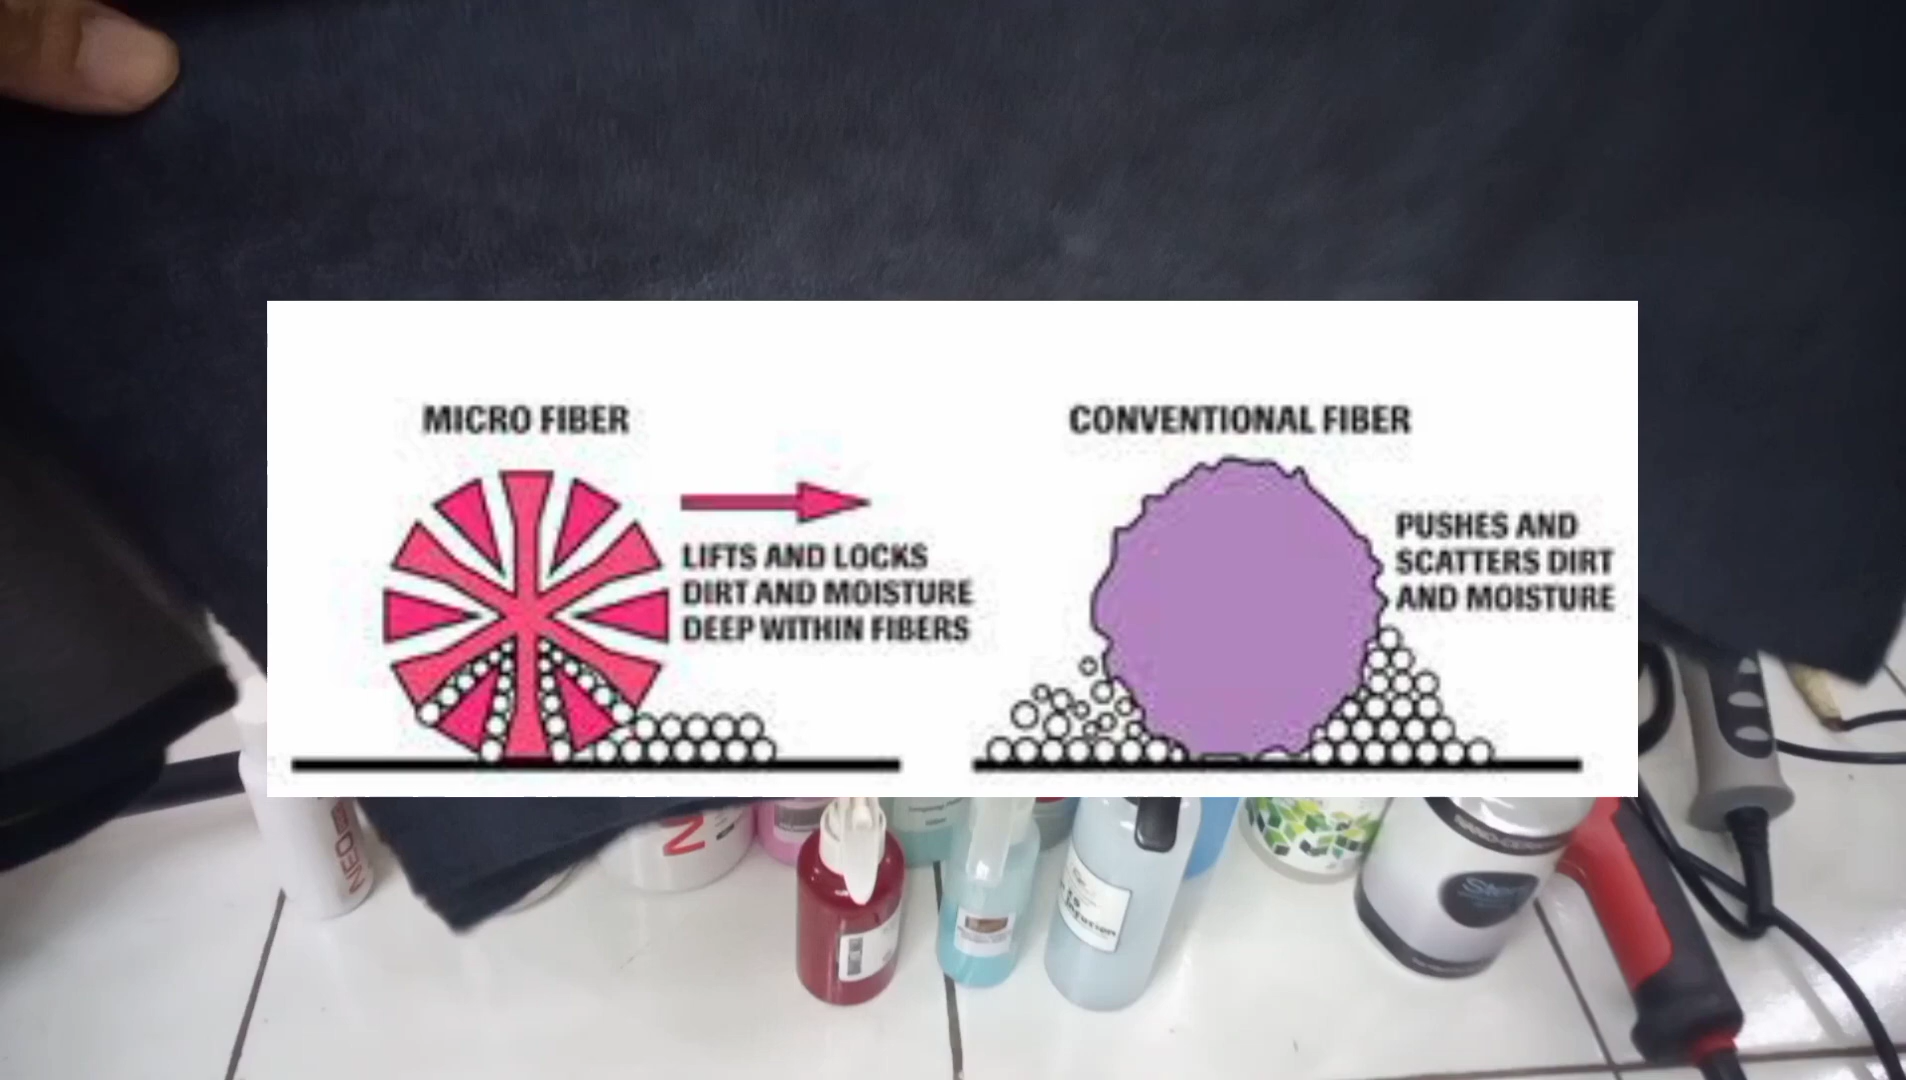 MICRO FIBER
LIFTS AND LOCKS
DIRT AND MOISTURE
DEEP WITHIN FIBERS
CONVENTIONAL FIBER
PUSHES AND
SCATTERS DIRT
AND MOISTURE
NEO
N